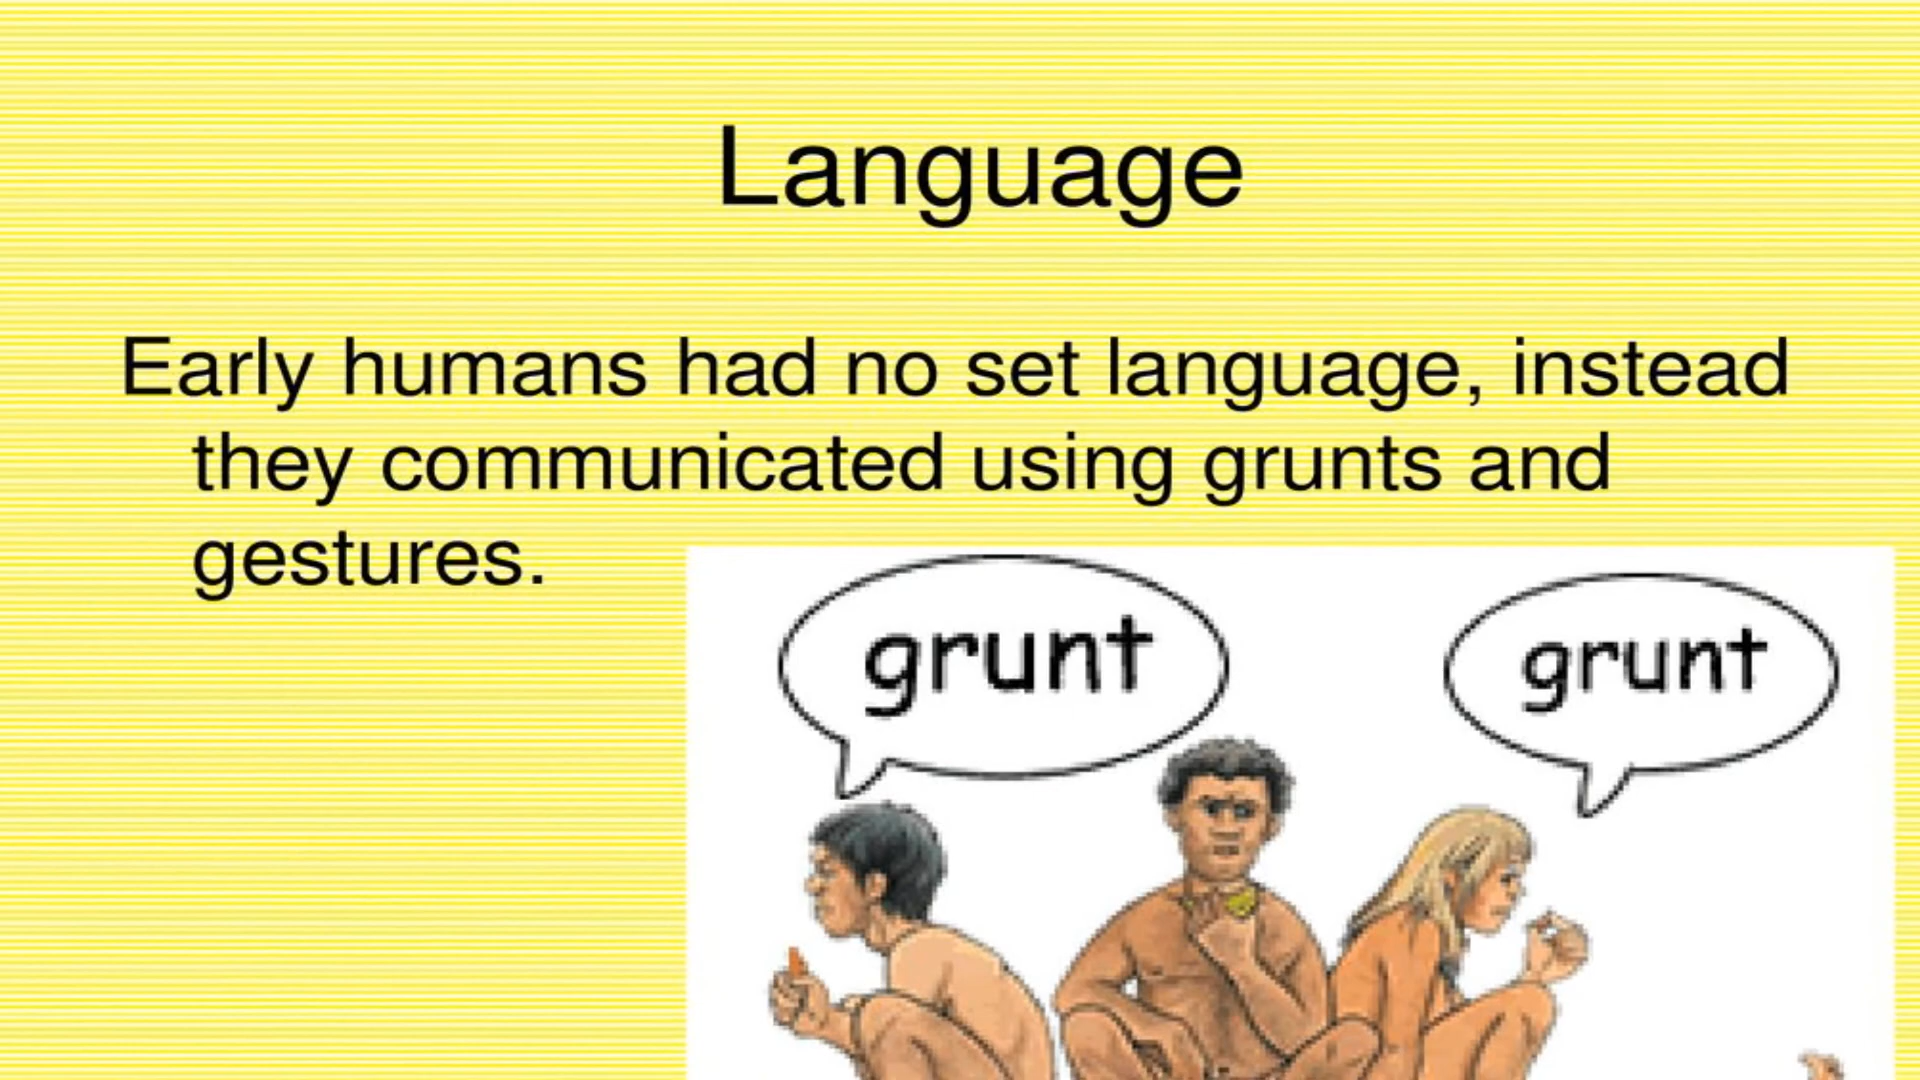 Language
Early humans had no set language, instead
they communicated using grunts and
gestures.
grunt
grunt